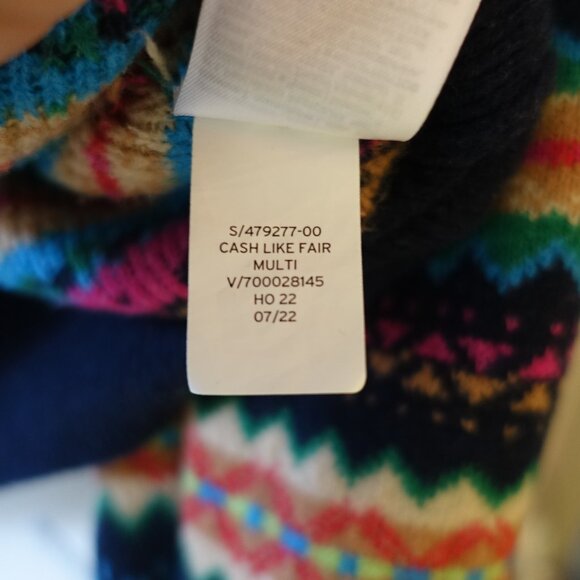 S/479277-00
CASH LIKE FAIR
MULTI
V/700028145
HO 22
07/22